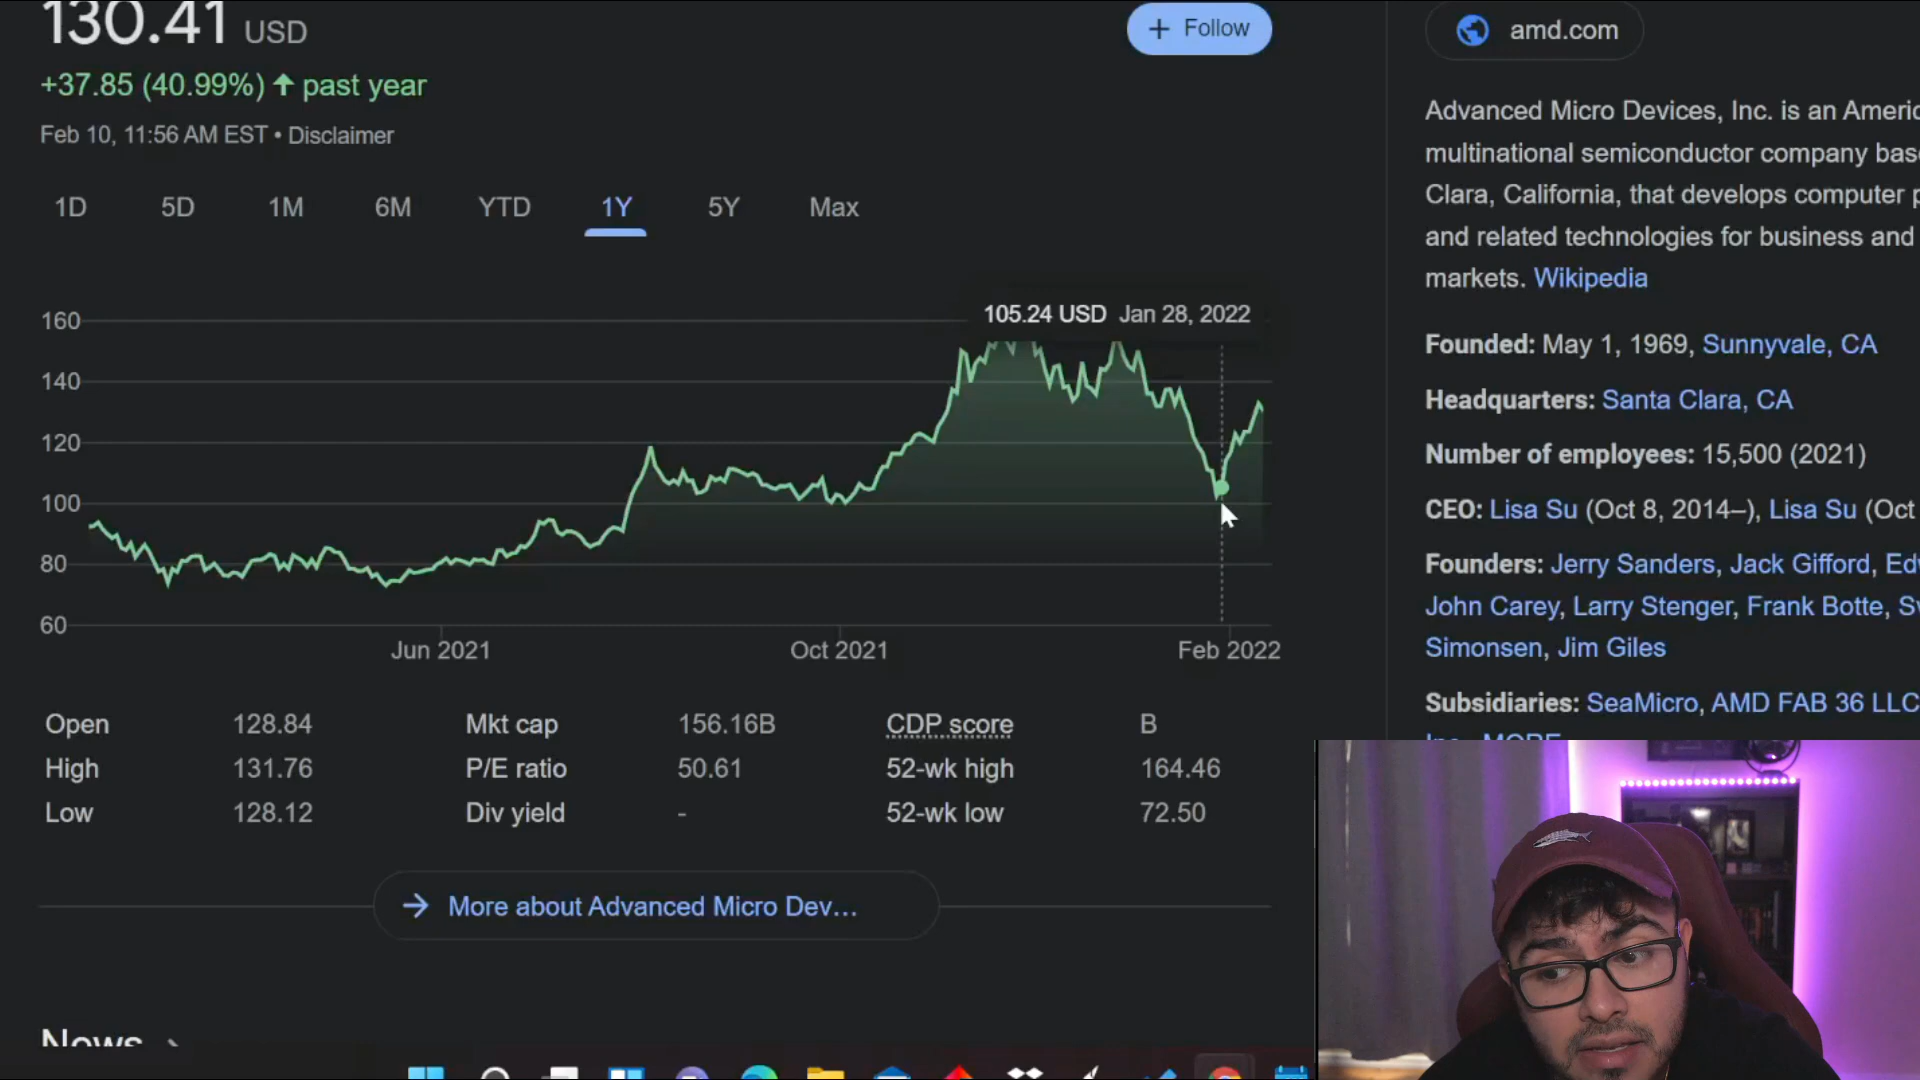 130.41 USD
+ Follow
+37.85 (40.99%) ↑ past year
Feb 10, 11:56 AM EST • Disclaimer
1D 5D 1M 6M YTD 1Y 5Y Max
105.24 USD Jan 28, 2022
160
140
120
100
80
60
Jun 2021 Oct 2021 Feb 2022
Open 128.84 Mkt cap 156.16B CDP score B
High 131.76 P/E ratio 50.61 52-wk high 164.46
Low 128.12 Div yield - 52-wk low 72.50
More about Advanced Micro Dev...
News
amd.com
Advanced Micro Devices, Inc. is an
multinational semiconductor company
Clara, California, that develops computer
and related technologies for business and
markets. Wikipedia
Founded: May 1, 1969, Sunnyvale, CA
Headquarters: Santa Clara, CA
Number of employees: 15,500 (2021)
CEO: Lisa Su (Oct 8, 2014–), Lisa Su (Oct
Founders: Jerry Sanders, Jack Gifford,
John Carey, Larry Stenger, Frank Botte,
Simonsen, Jim Giles
Subsidiaries: SeaMicro, AMD FAB 36 LLC
MORE